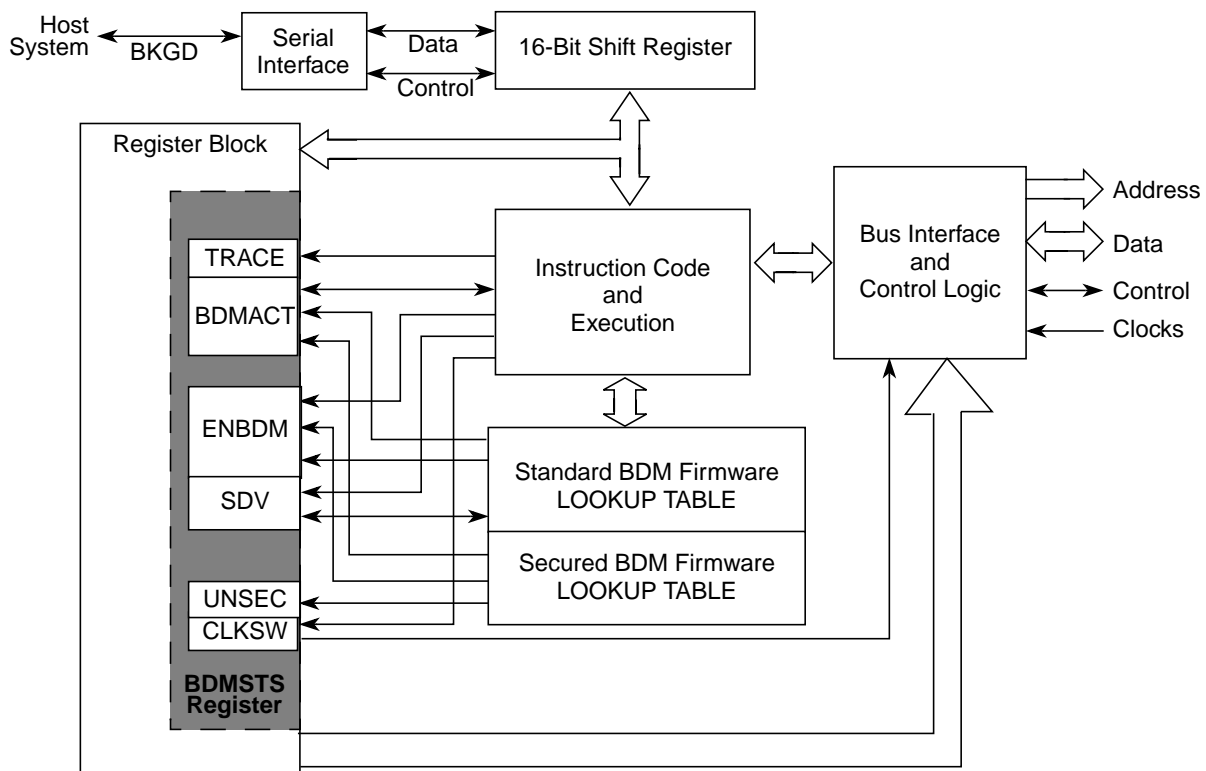 Host
System
BKGD
Serial
Interface
Data
Control
16-Bit Shift Register
Register Block
TRACE
BDMACT
ENBDM
SDV
UNSEC
CLKSW
BDMSTS
Register
Instruction Code
and
Execution
Standard BDM Firmware
LOOKUP TABLE
Secured BDM Firmware
LOOKUP TABLE
Bus Interface
and
Control Logic
Address
Data
Control
Clocks